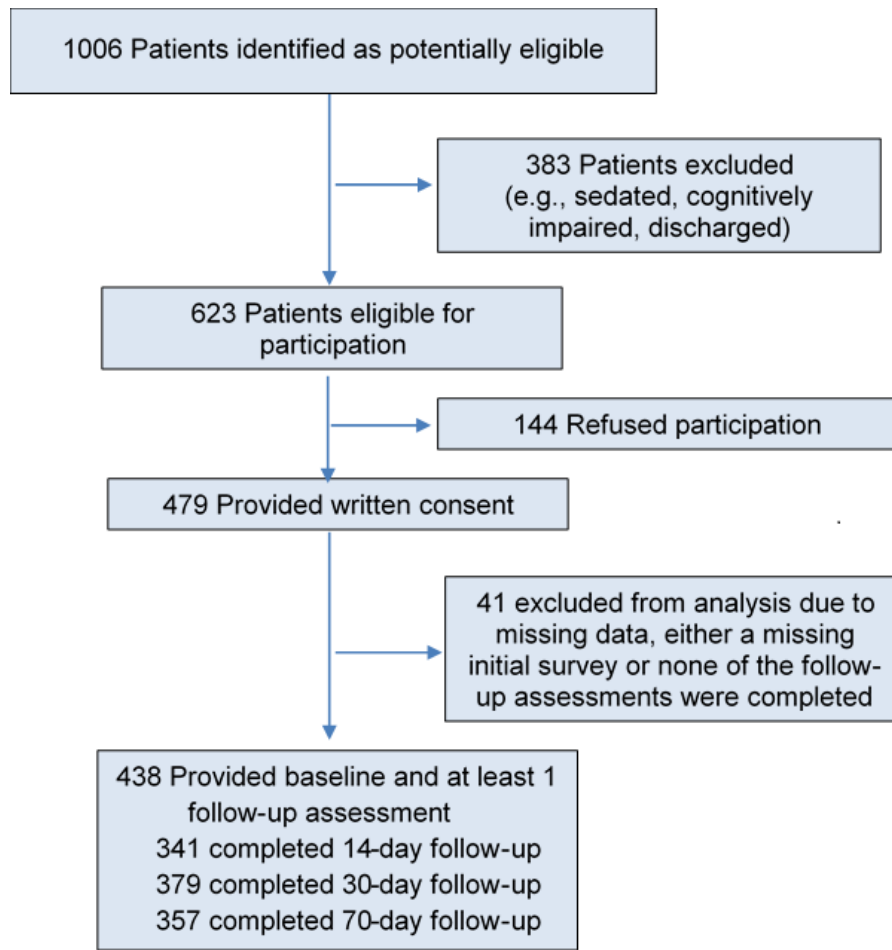 1006 Patients identified as potentially eligible
383 Patients excluded
(e.g., sedated, cognitively
impaired, discharged)
623 Patients eligible for
participation
144 Refused participation
479 Provided written consent
41 excluded from analysis due to
missing data, either a missing
initial survey or none of the follow-
up assessments were completed
438 Provided baseline and at least 1
follow-up assessment
341 completed 14-day follow-up
379 completed 30-day follow-up
357 completed 70-day follow-up